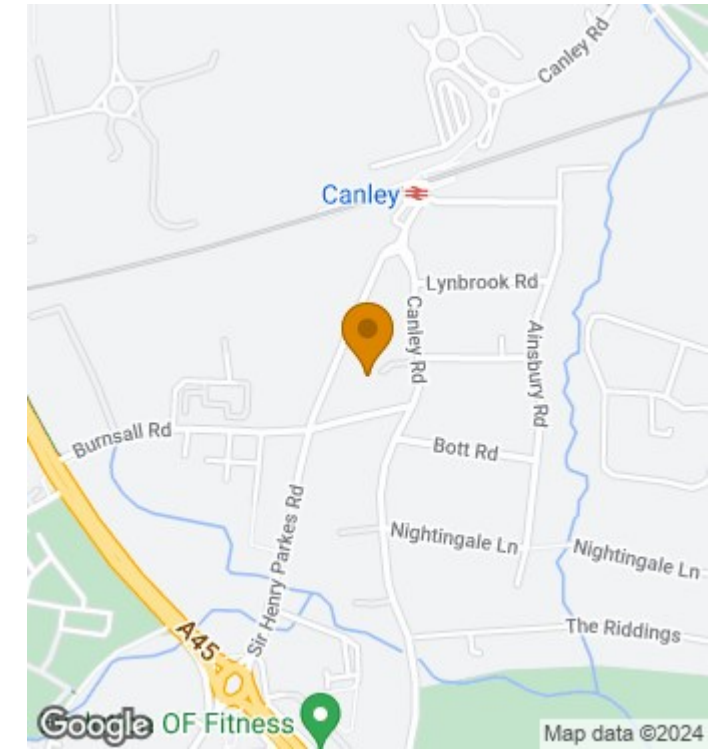 Canley Rd
Canley
Lynbrook Rd
Canley Rd
Ainsbury Rd
Burnsall Rd
Bott Rd
Sir Henry Parkes Rd
Nightingale Ln
Nightingale Ln
The Riddings
A45
OF Fitness
Google
Map data ©2024